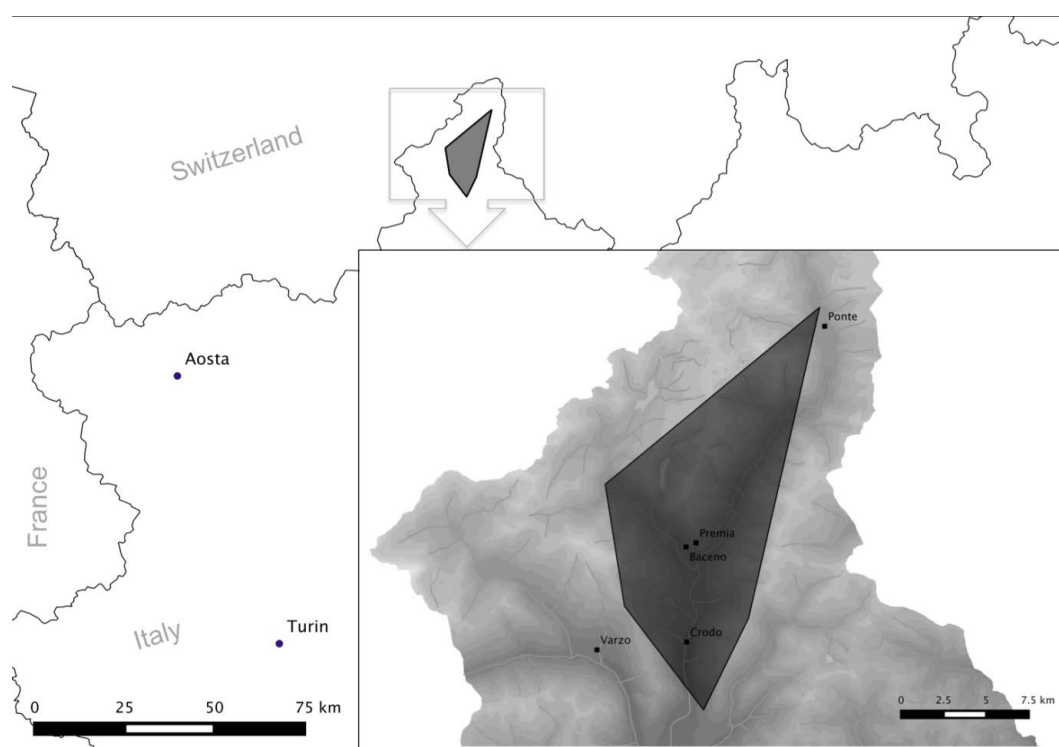 Switzerland
Aosta
France
Italy
Turin
0 25 50 75 km
Ponte
Premia
Baceno
Crodo
Varzo
0 2.5 5 7.5 km